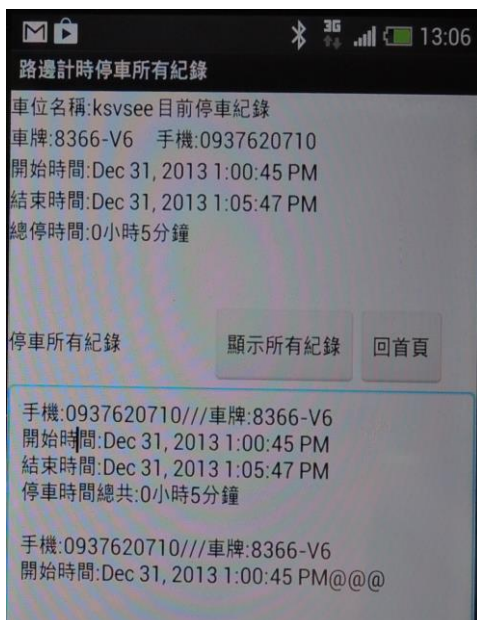 3G 13:06
路邊計時停車所有紀錄
車位名稱:ksvsee 目前停車紀錄
車牌:8366-V6 手機:0937620710
開始時間:Dec 31, 2013 1:00:45 PM
結束時間:Dec 31, 2013 1:05:47 PM
總停時間:0小時5分鐘
停車所有紀錄 顯示所有紀錄 回首頁
手機:0937620710///車牌:8366-V6
開始時間:Dec 31, 2013 1:00:45 PM
結束時間:Dec 31, 2013 1:05:47 PM
停車時間總共:0小時5分鐘
手機:0937620710///車牌:8366-V6
開始時間:Dec 31, 2013 1:00:45 PM@@@